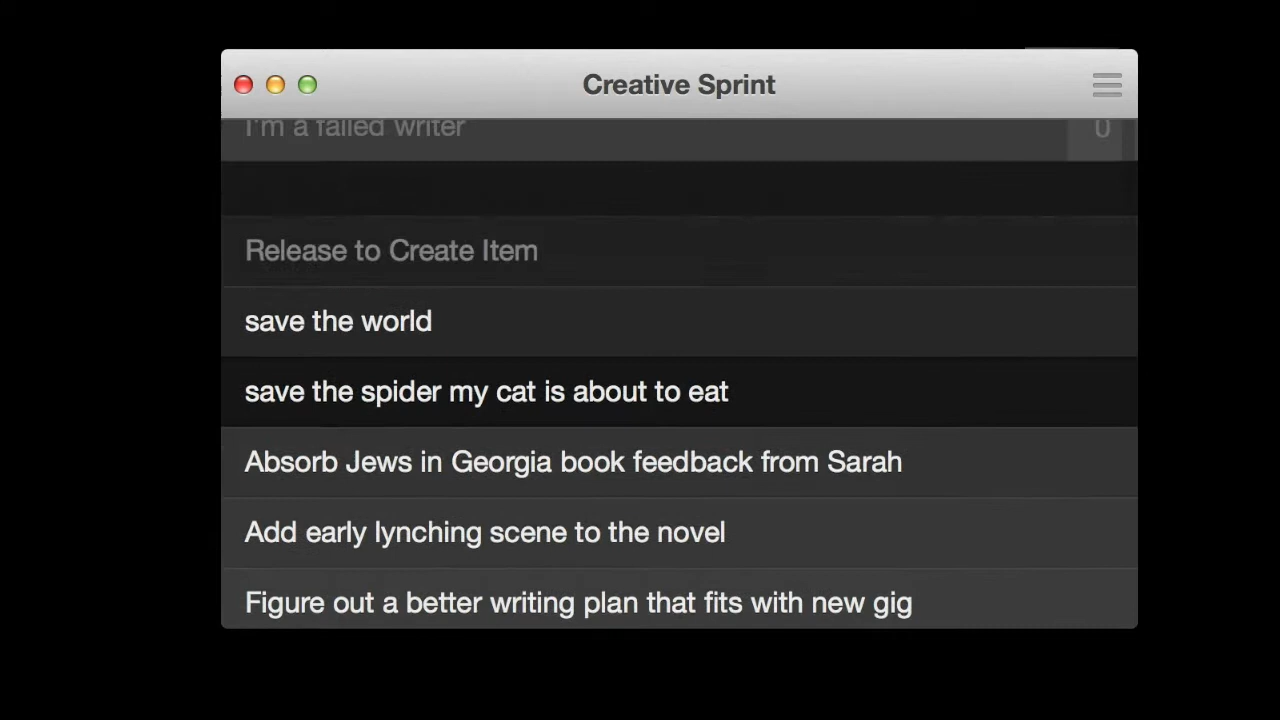 Creative Sprint
I'm a failed writer
0
Release to Create Item
save the world
save the spider my cat is about to eat
Absorb Jews in Georgia book feedback from Sarah
Add early lynching scene to the novel
Figure out a better writing plan that fits with new gig